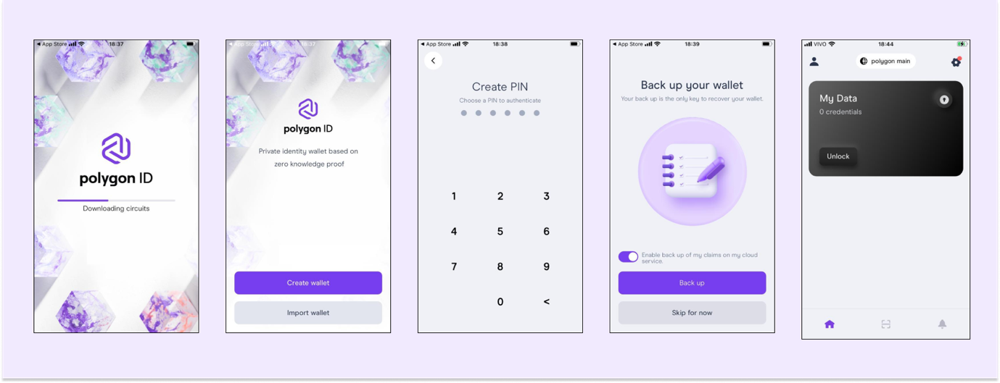 App Store
18:37
polygon ID
Downloading circuits
App Store
18:37
polygon ID
Private identity wallet based on
zero knowledge proof
Create wallet
Import wallet
App Store
18:38
Create PIN
Choose a PIN to authenticate
1 2 3
4 5 6
7 8 9
0 <
App Store
18:39
Back up your wallet
Your back up is the only key to recover your wallet.
Enable back up of my claims on my cloud
service.
Back up
Skip for now
VIVO
18:44
polygon main
My Data
0 credentials
Unlock